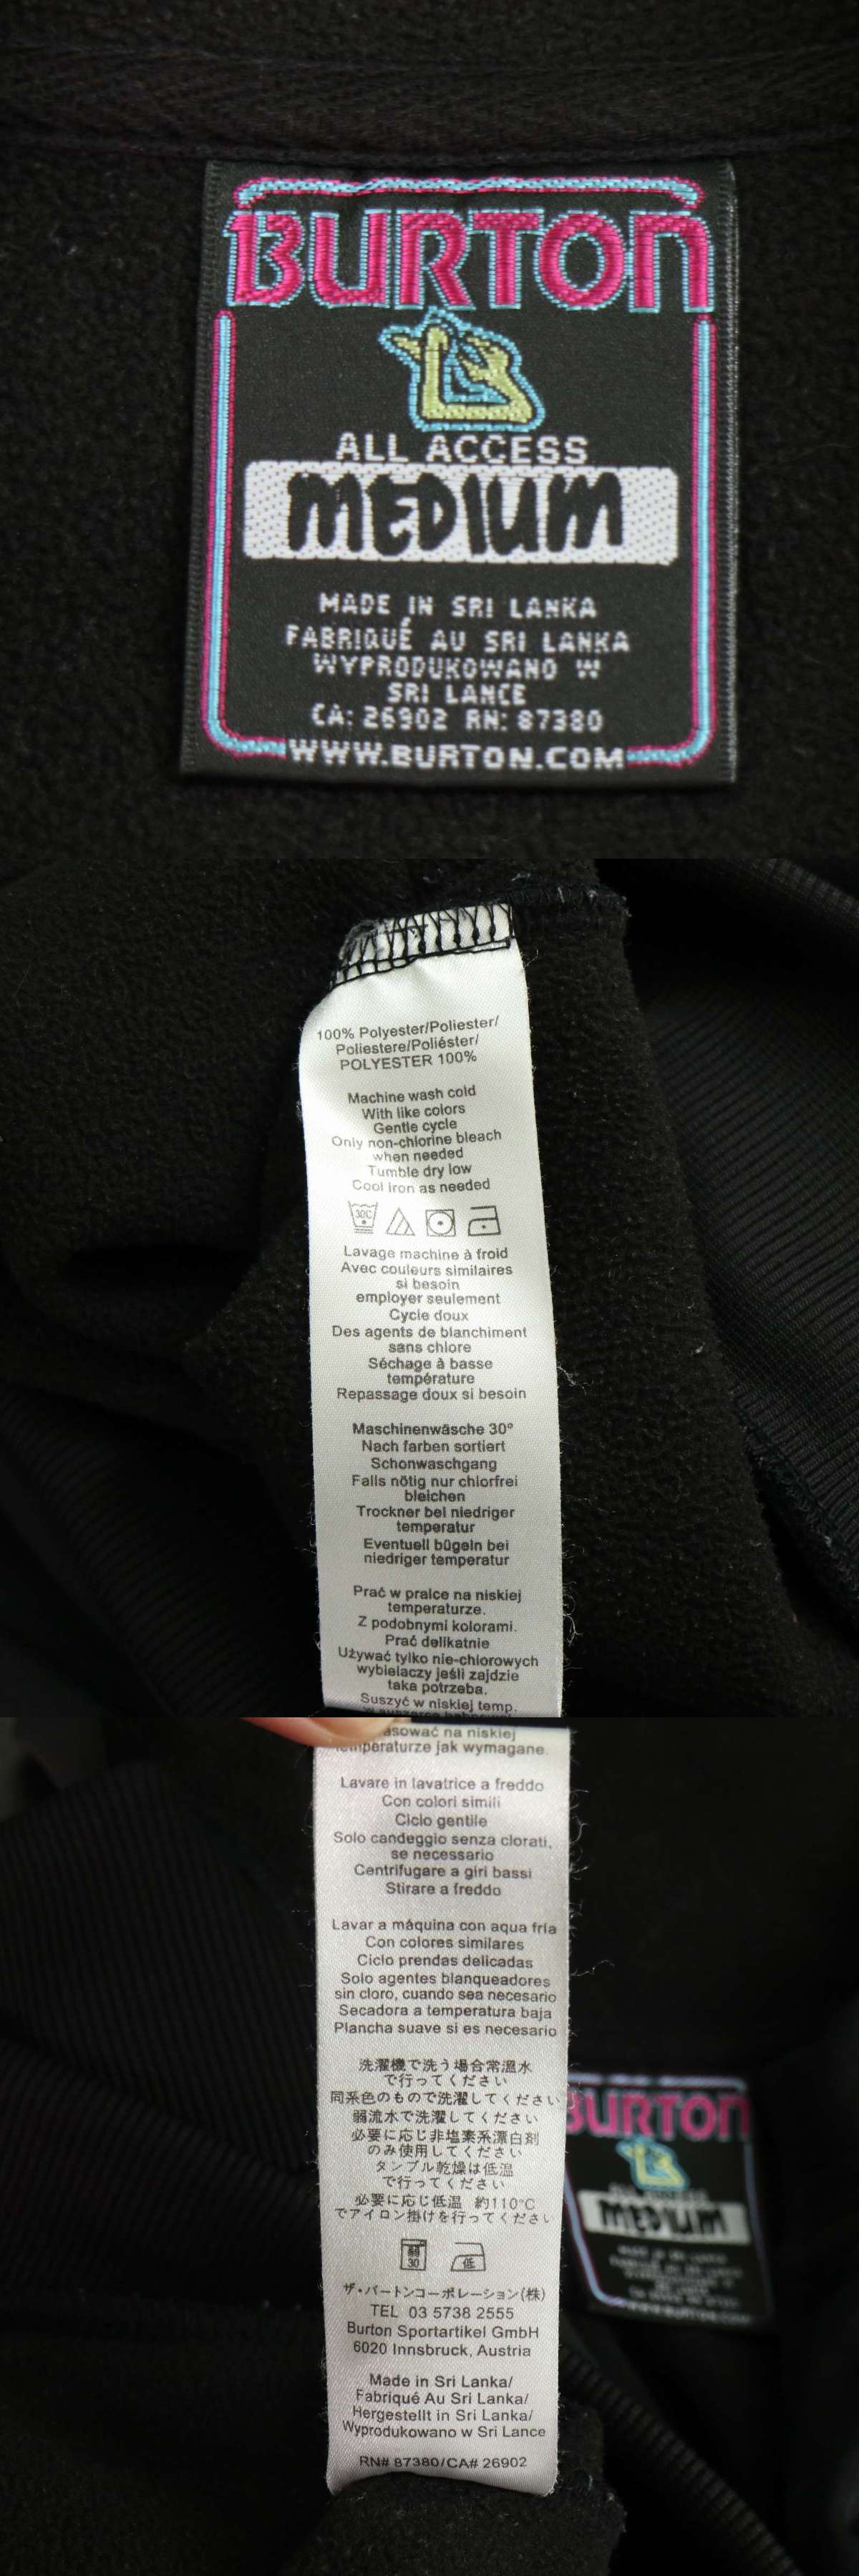 BURTON
ALL ACCESS
MEDIUM
MADE IN SRI LANKA
FABRIQUÉ AU SRI LANKA
WYPRODUKOWANO W
SRI LANCE
CA: 26902 RN: 87380
WWW.BURTON.COM
100% Polyester/Poliester/
Poliestere/Poliéster/
POLYESTER 100%
Machine wash cold
With like colors
Gentle cycle
Only non-chlorine bleach
when needed
Tumble dry low
Cool iron as needed
30C
Lavage machine à froid
Avec couleurs similaires
si besoin
employer seulement
Cycle doux
Des agents de blanchiment
sans chlore
Séchage à basse
température
Repassage doux si besoin
Maschinenwäsche 30°
Nach farben sortiert
Schonwaschgang
Falls nötig nur chlorfrei
bleichen
Trockner bei niedriger
temperatur
Eventuell bügeln bei
niedriger temperatur
Prać w pralce na niskiej
temperaturze.
Z podobnymi kolorami.
Prać delikatnie
Używać tylko nie-chlorowych
wybielaczy jeśli zajdzie
taka potrzeba.
Suszyć w niskiej temp.
na niskiej
jak wymagane.
Lavare in lavatrice a freddo
Con colori simili
Ciclo gentile
Solo candeggio senza clorati,
se necessario
Centrifugare a giri bassi
Stirare a freddo
Lavar a máquina con aqua fria
Con colores similares
Ciclo prendas delicadas
Solo agentes blanqueadores
sin cloro, cuando sea necesario
Secadora a temperatura baja
Plancha suave si es necesario
洗濯機で洗う場合常温水
で行ってください
同系色のもので洗濯してください
弱流水で洗濯してください
必要に応じ非塩素系漂白剤
のみ使用してください
タンブル乾燥は低温
で行ってください
必要に応じ低温 約110°C
でアイロン掛けを行ってください
弱
30
低
ザ・バートンコーポレーション(株)
TEL 03 5738 2555
Burton Sportartikel GmbH
6020 Innsbruck, Austria
Made in Sri Lanka/
Fabriqué Au Sri Lanka/
Hergestellt in Sri Lanka/
Wyprodukowano w Sri Lance
RN# 87380/CA# 26902
BURTON
MEDIUM